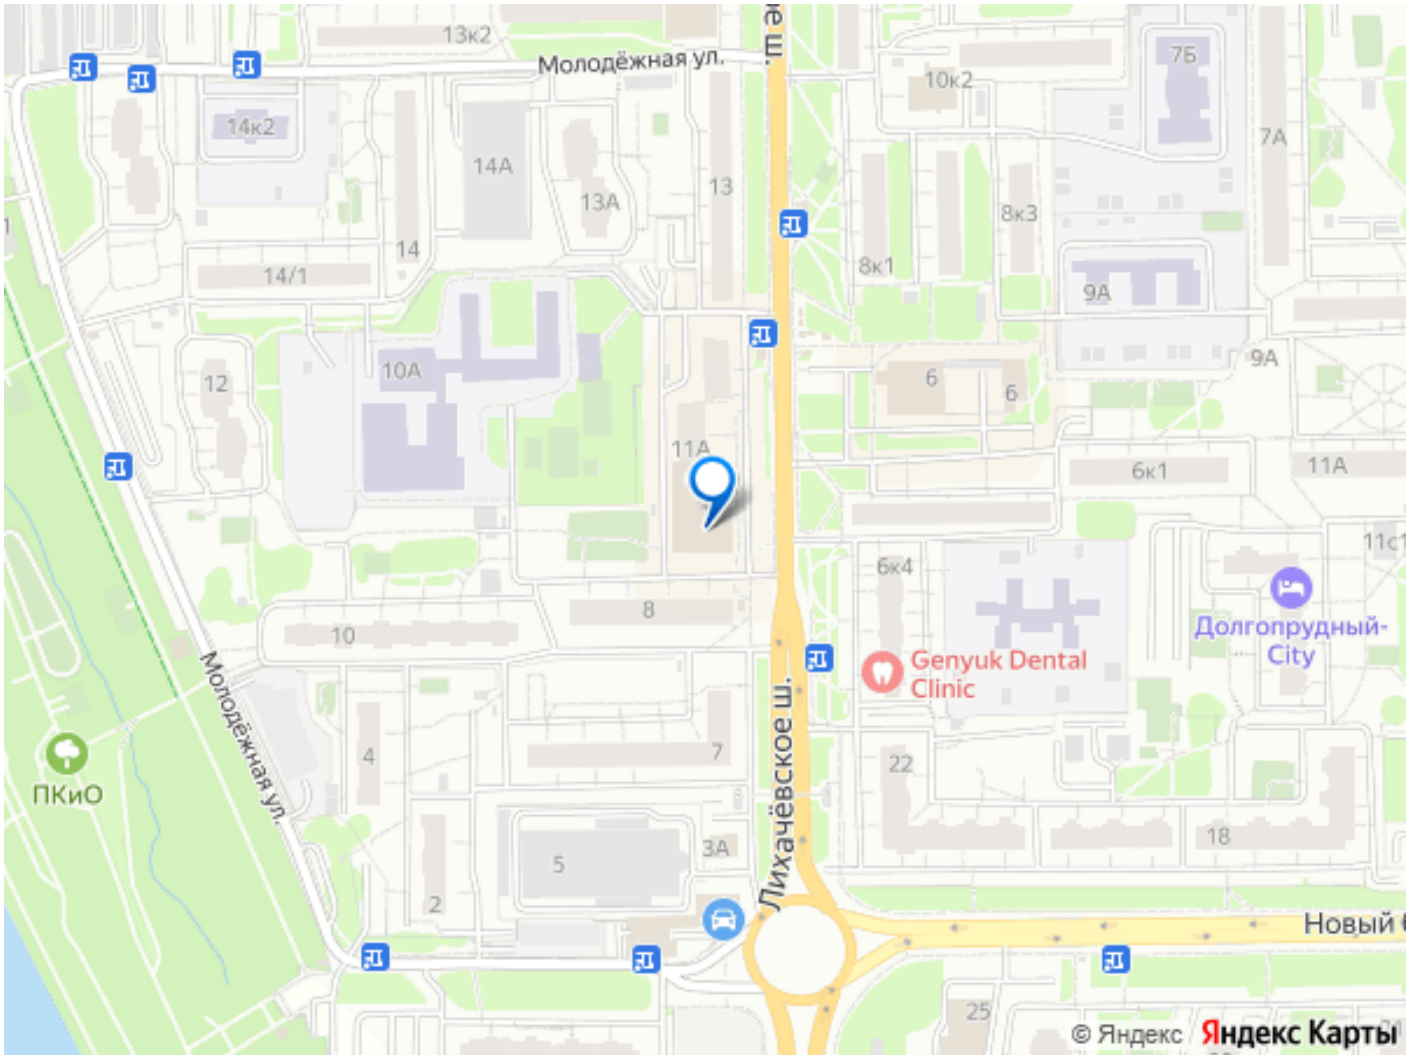 13к2
Молодёжная ул.
7Б
10к2
14к2
7А
14А
13
13А
8к3
14
8к1
14/1
9А
10А
12
6
6
9А
11А
6к1
11А
11с1
6к4
8
10
Долгопрудный-
City
Genyuk Dental
Clinic
Молодёжная ул.
4
7
22
ПКиО
Лихачёвское ш.
18
5
3А
2
Новый
25
© Яндекс
Яндекс Карты